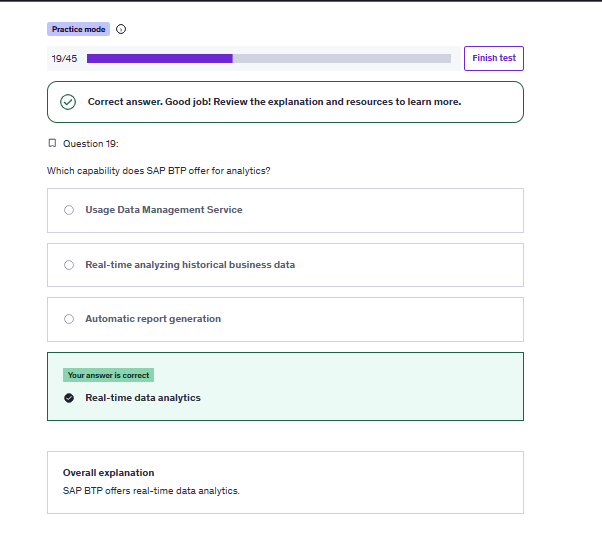 Practice mode
19/45
Finish test
Correct answer. Good job! Review the explanation and resources to learn more.
Question 19:
Which capability does SAP BTP offer for analytics?
Usage Data Management Service
Real-time analyzing historical business data
Automatic report generation
Your answer is correct
Real-time data analytics
Overall explanation
SAP BTP offers real-time data analytics.